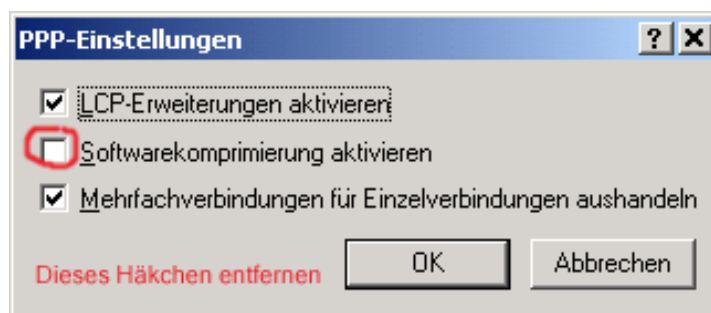 PPP-Einstellungen
LCP-Erweiterungen aktivieren
Softwarekomprimierung aktivieren
Mehrfachverbindungen für Einzelverbindungen aushandeln
Dieses Häkchen entfernen
OK
Abbrechen